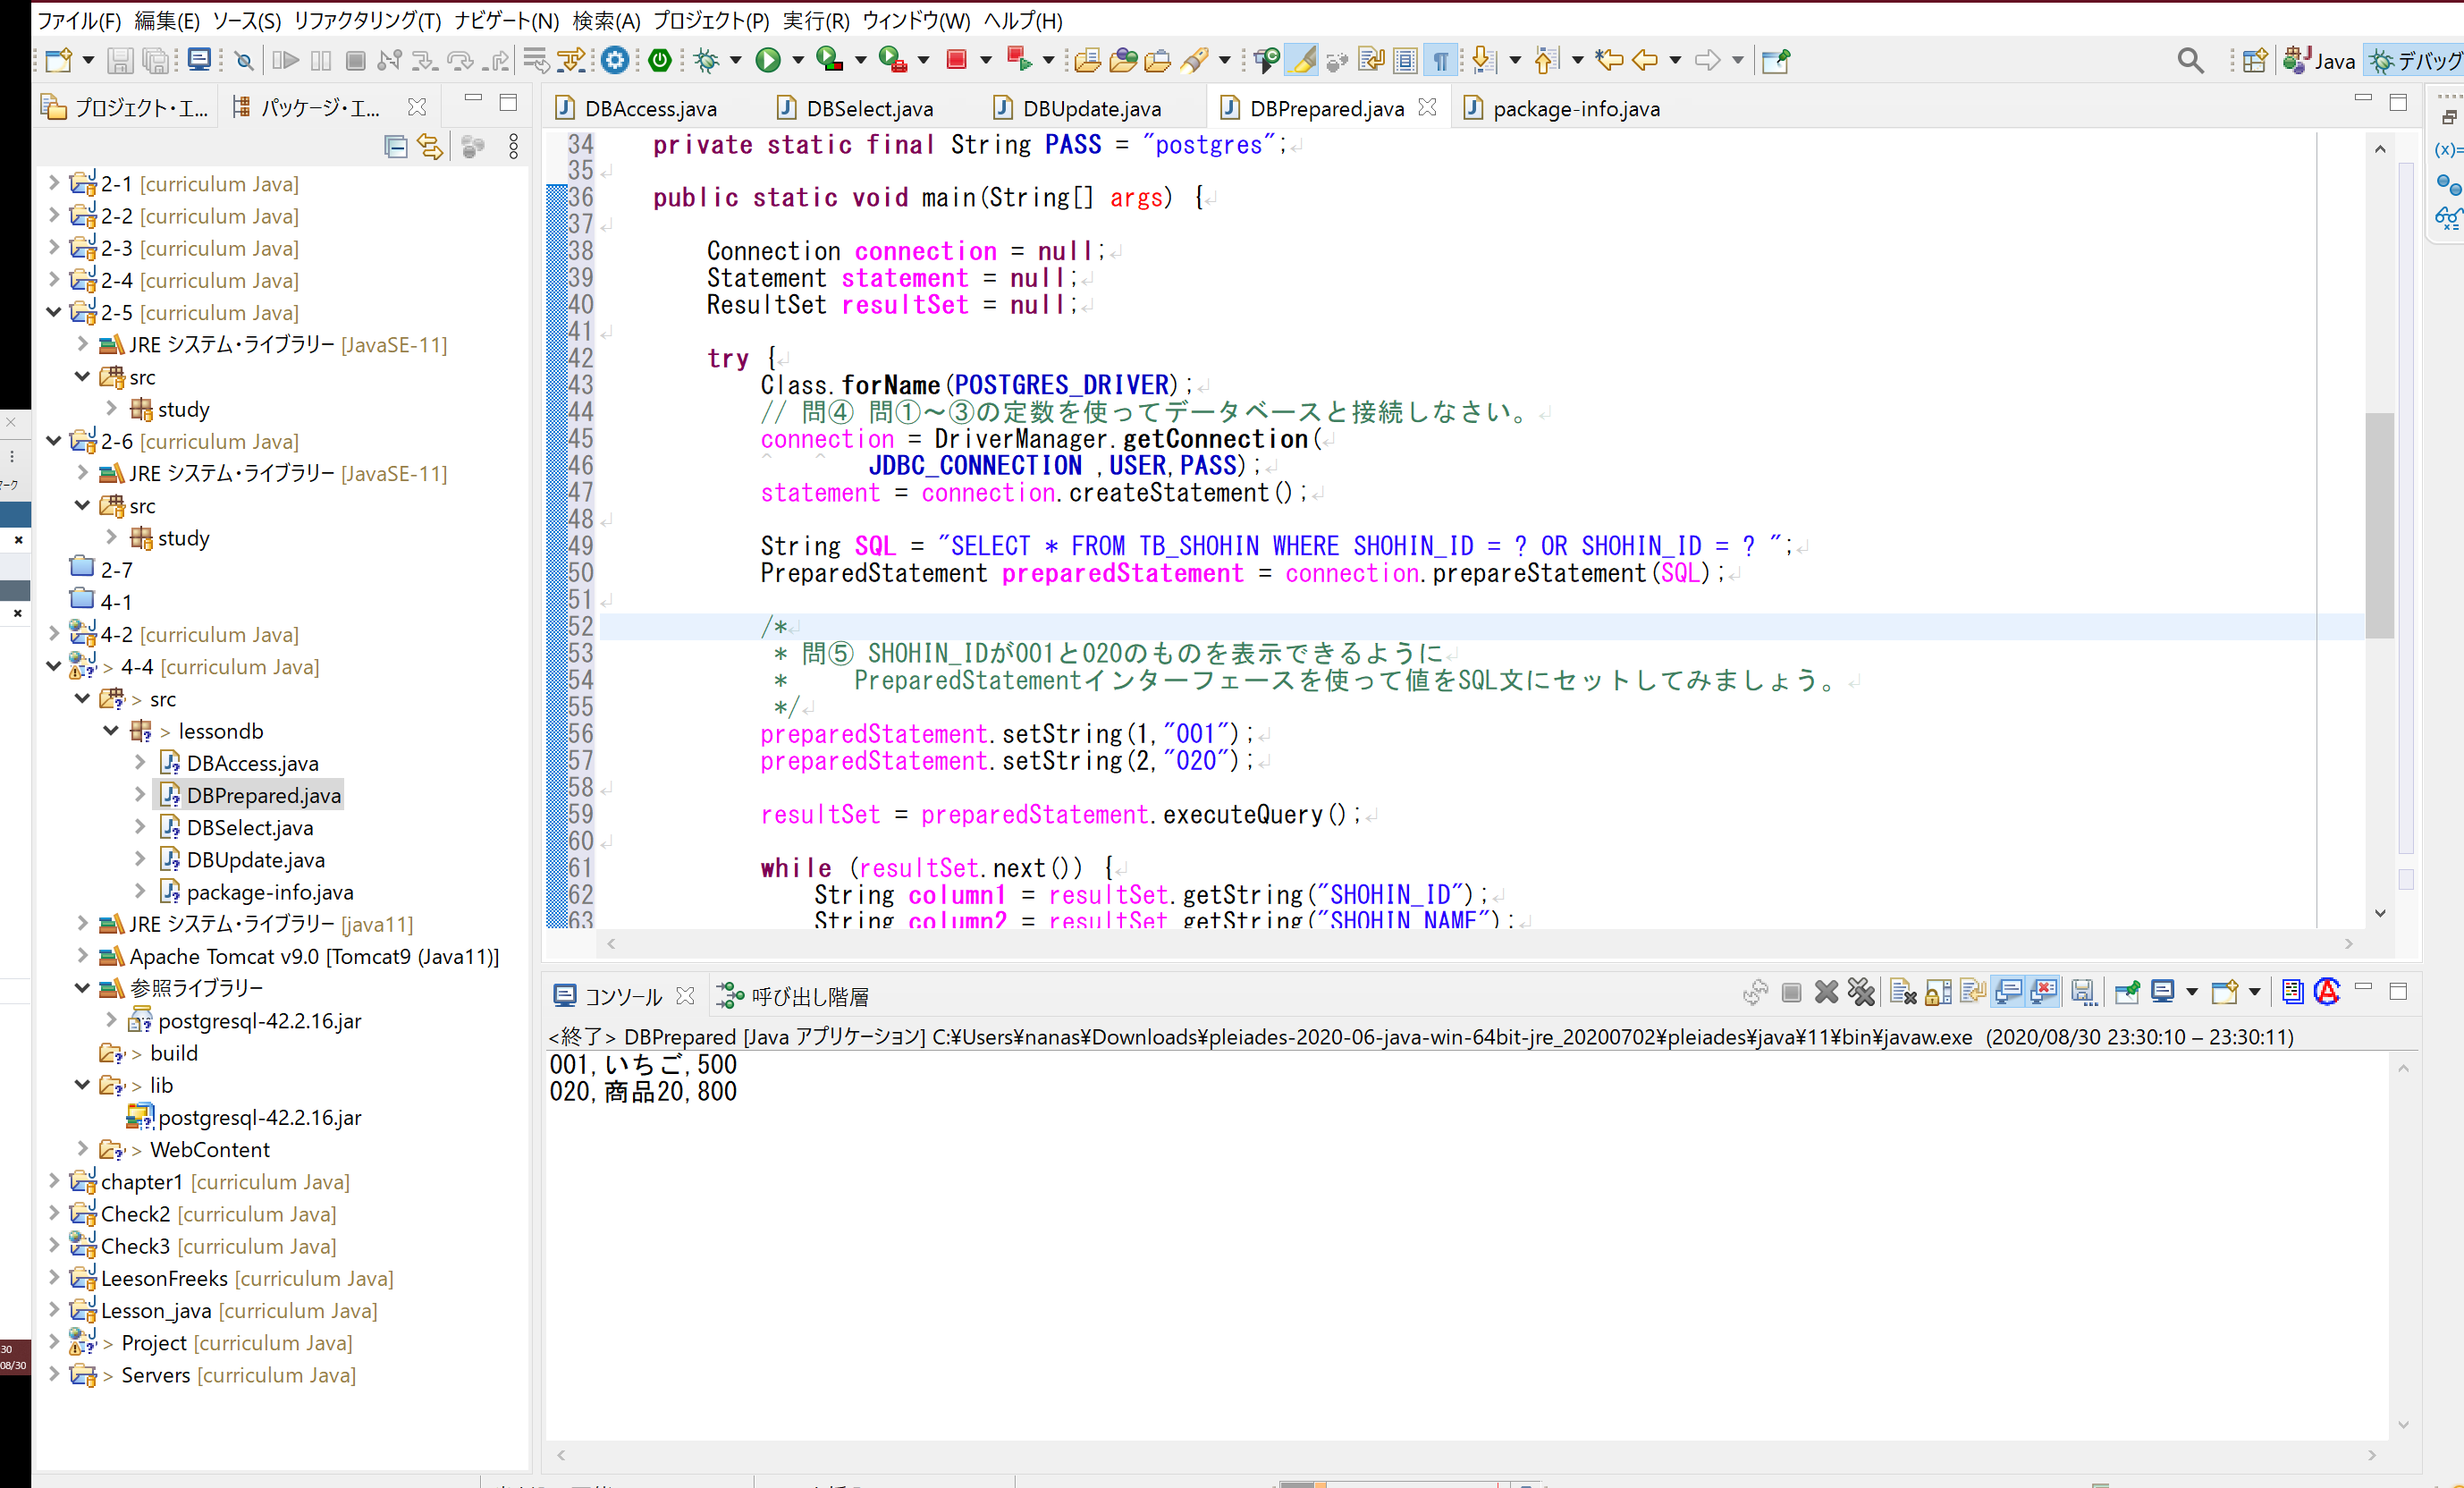 ファイル(F) 編集(E) ソース(S) リファクタリング(T) ナビゲート(N) 検索(A) プロジェクト(P) 実行(R) ウィンドウ(W) ヘルプ(H)
Java デバッグ
プロジェクト・エ... パッケージ・エ...
2-1 [curriculum Java]
2-2 [curriculum Java]
2-3 [curriculum Java]
2-4 [curriculum Java]
2-5 [curriculum Java]
JRE システム・ライブラリー [JavaSE-11]
src
study
2-6 [curriculum Java]
JRE システム・ライブラリー [JavaSE-11]
src
study
2-7
4-1
4-2 [curriculum Java]
> 4-4 [curriculum Java]
> src
> lessondb
DBAccess.java
DBPrepared.java
DBSelect.java
DBUpdate.java
package-info.java
JRE システム・ライブラリー [java11]
Apache Tomcat v9.0 [Tomcat9 (Java11)]
参照ライブラリー
postgresql-42.2.16.jar
> build
> lib
postgresql-42.2.16.jar
> WebContent
chapter1 [curriculum Java]
Check2 [curriculum Java]
Check3 [curriculum Java]
LeesonFreeks [curriculum Java]
Lesson_java [curriculum Java]
> Project [curriculum Java]
> Servers [curriculum Java]
DBAccess.java DBSelect.java DBUpdate.java DBPrepared.java package-info.java
34 private static final String PASS = "postgres";
35
36 public static void main(String[] args) {
37
38 Connection connection = null;
39 Statement statement = null;
40 ResultSet resultSet = null;
41
42 try {
43 Class.forName(POSTGRES_DRIVER);
44 // 問④ 問①～③の定数を使ってデータベースと接続しなさい。
45 connection = DriverManager.getConnection(
46 JDBC_CONNECTION ,USER,PASS);
47 statement = connection.createStatement();
48
49 String SQL = "SELECT * FROM TB_SHOHIN WHERE SHOHIN_ID = ? OR SHOHIN_ID = ? ";
50 PreparedStatement preparedStatement = connection.prepareStatement(SQL);
51
52 /*
53 * 問⑤ SHOHIN_IDが001と020のものを表示できるように
54 * PreparedStatementインターフェースを使って値をSQL文にセットしてみましょう。
55 */
56 preparedStatement.setString(1,"001");
57 preparedStatement.setString(2,"020");
58
59 resultSet = preparedStatement.executeQuery();
60
61 while (resultSet.next()) {
62 String column1 = resultSet.getString("SHOHIN_ID");
63 String column2 = resultSet.getString("SHOHIN_NAME");
コンソール 呼び出し階層
<終了> DBPrepared [Java アプリケーション] C:¥Users¥nanas¥Downloads¥pleiades-2020-06-java-win-64bit-jre_20200702¥pleiades¥java¥11¥bin¥javaw.exe (2020/08/30 23:30:10 – 23:30:11)
001,いちご,500
020,商品20,800
30
08/30